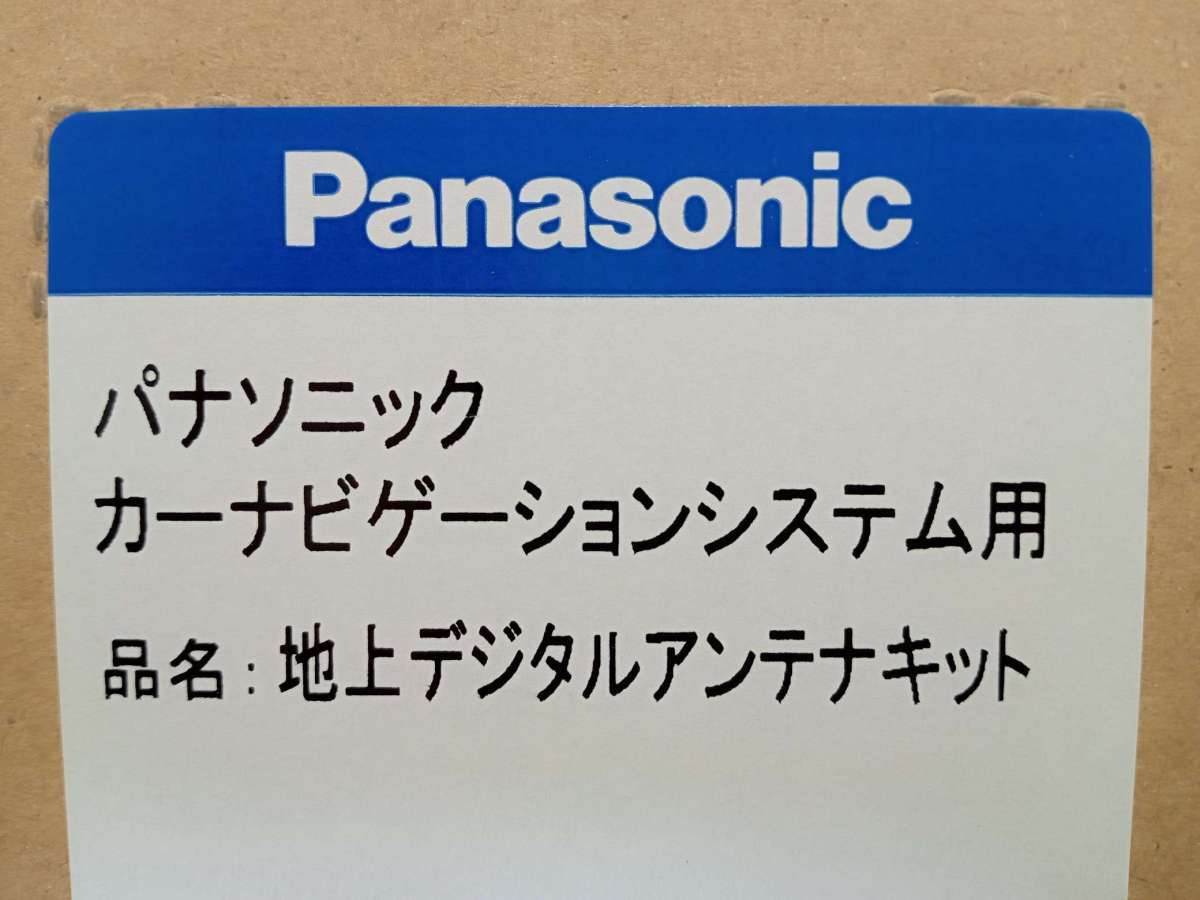 Panasonic
パナソニック
カーナビゲーションシステム用
品名：地上デジタルアンテナキット